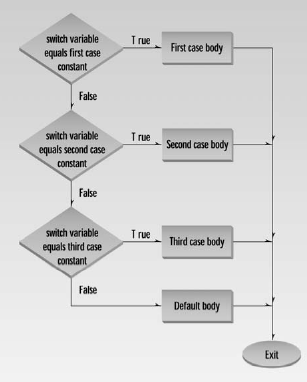 switch variable
equals first case
constant
T rue
First case body
False
switch variable
equals second case
constant
T rue
Second case body
False
switch variable
equals third case
constant
T rue
Third case body
False
Default body
Exit